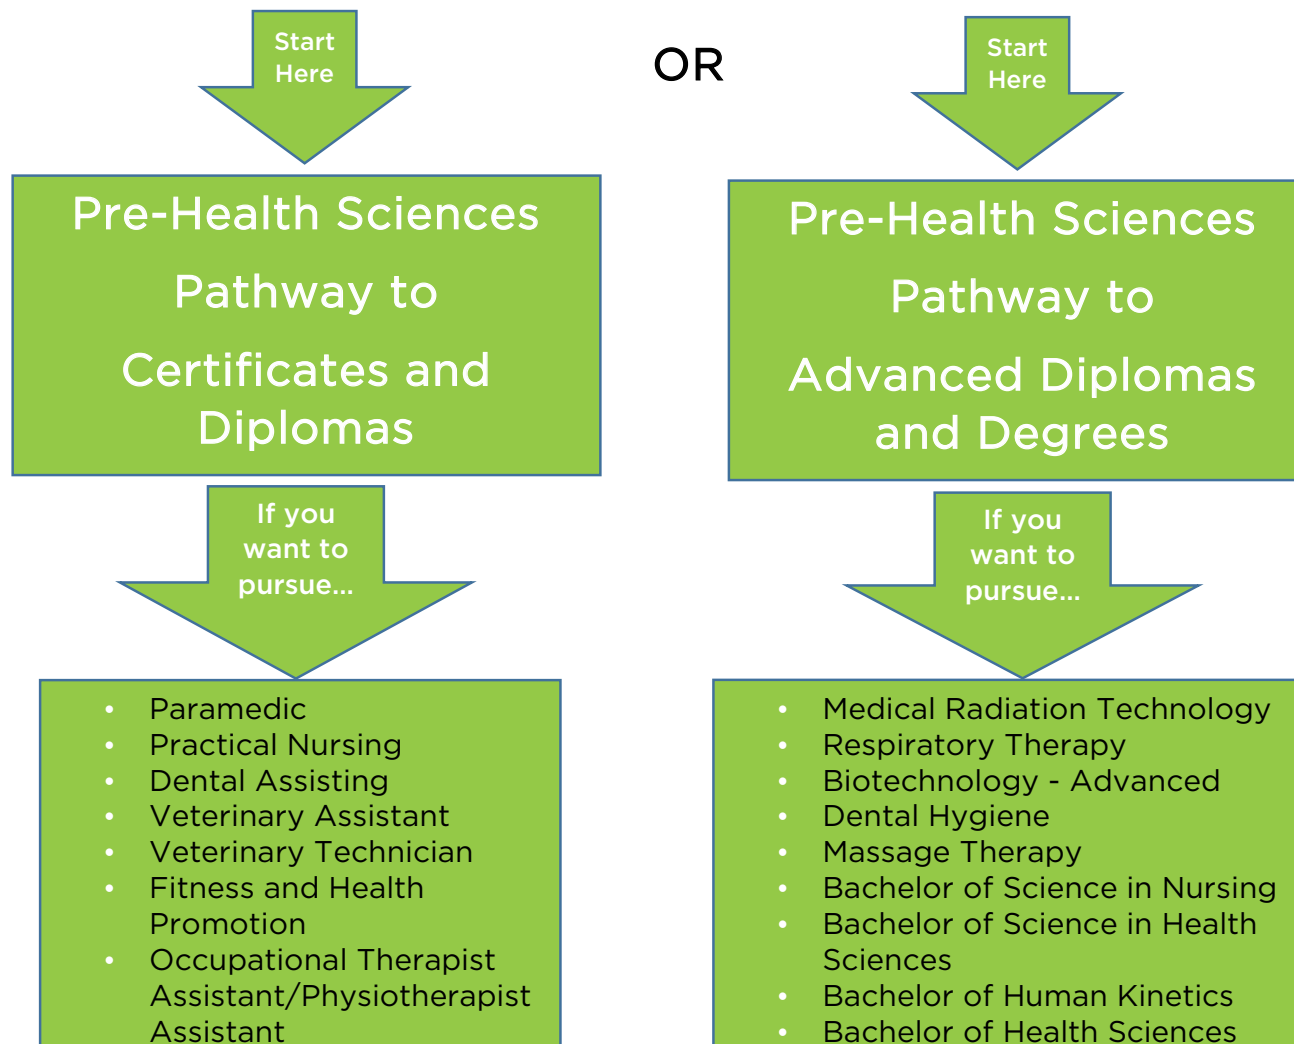 Start
Here
OR
Start
Here
Pre-Health Sciences
Pathway to
Certificates and
Diplomas
Pre-Health Sciences
Pathway to
Advanced Diplomas
and Degrees
If you
want to
pursue...
If you
want to
pursue...
• Paramedic
• Practical Nursing
• Dental Assisting
• Veterinary Assistant
• Veterinary Technician
• Fitness and Health
Promotion
• Occupational Therapist
Assistant/Physiotherapist
Assistant
• Medical Radiation Technology
• Respiratory Therapy
• Biotechnology - Advanced
• Dental Hygiene
• Massage Therapy
• Bachelor of Science in Nursing
• Bachelor of Science in Health
Sciences
• Bachelor of Human Kinetics
• Bachelor of Health Sciences